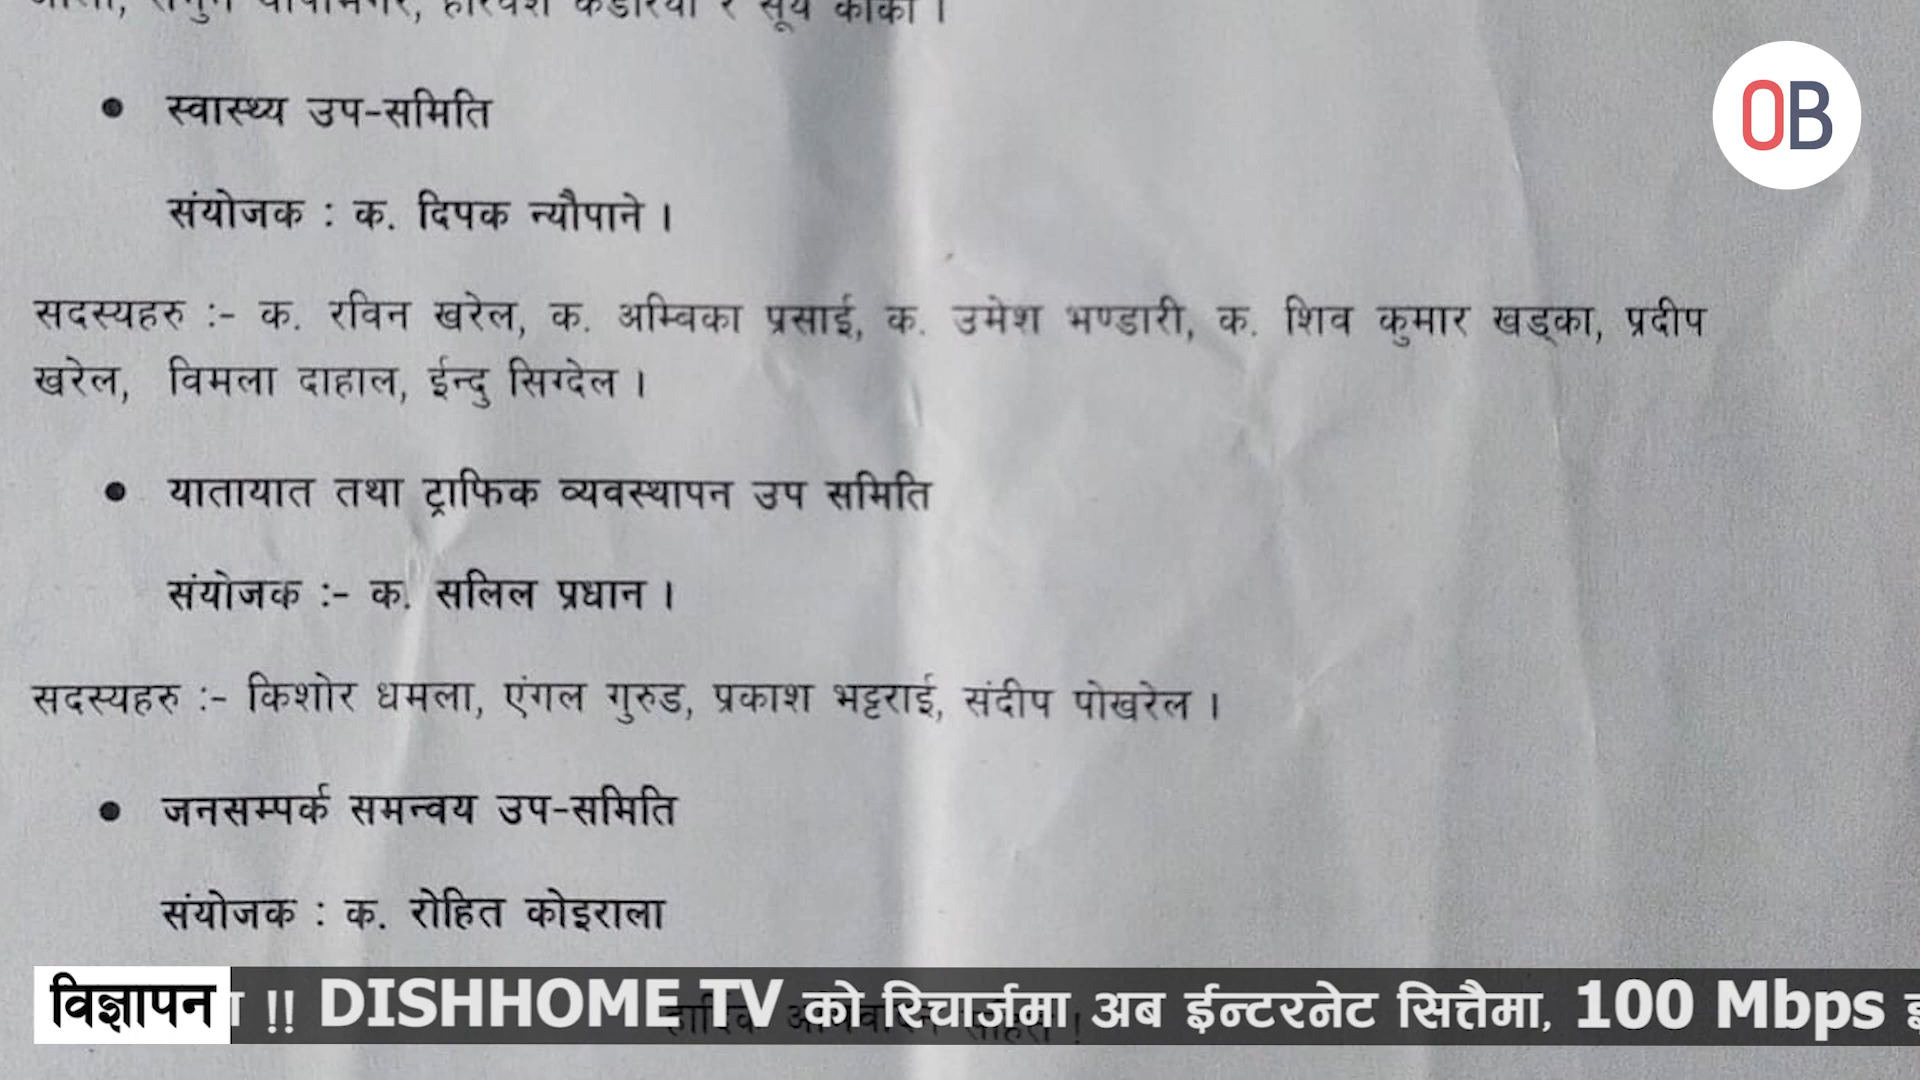 र सूर्य कार्की ।
OB
● स्वास्थ्य उप-समिति
संयोजक : क. दिपक न्यौपाने ।
सदस्यहरु :- क. रविन खरेल, क. अम्विका प्रसाई, क. उमेश भण्डारी, क. शिव कुमार खड्का, प्रदीप
खरेल, विमला दाहाल, ईन्दु सिग्देल ।
● यातायात तथा ट्राफिक व्यवस्थापन उप समिति
संयोजक :- क. सलिल प्रधान ।
सदस्यहरु :- किशोर धमला, एंगल गुरुड, प्रकाश भट्टराई, संदीप पोखरेल ।
● जनसम्पर्क समन्वय उप-समिति
संयोजक : क. रोहित कोइराला
विज्ञापन !! DISHHOME TV को रिचार्जमा अब ईन्टरनेट सित्तैमा, 100 Mbps